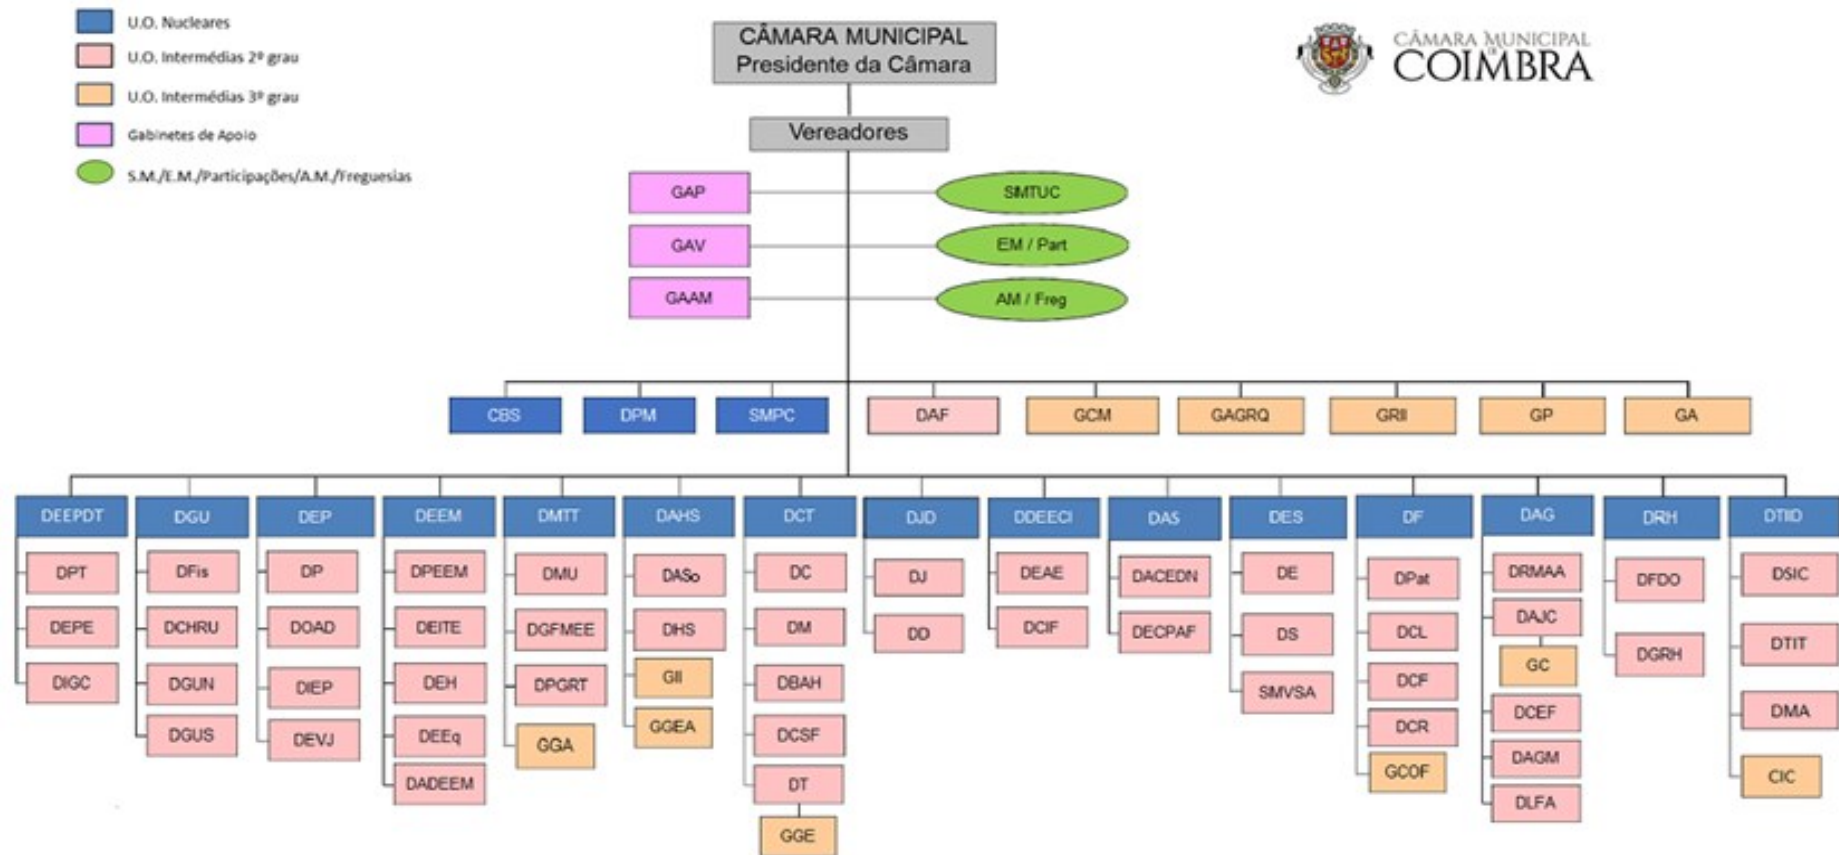 U.O. Nucleares
U.O. Intermédias 2º grau
U.O. Intermédias 3º grau
Gabinetes de Apoio
S.M./E.M./Participações/A.M./Freguesias
CÂMARA MUNICIPAL
Presidente da Câmara
CÂMARA MUNICIPAL
DE
COIMBRA
Vereadores
GAP
SMTUC
GAV
EM / Part
GAAM
AM / Freg
CBS
DPM
SMPC
DAF
GCM
GAGRQ
GRII
GP
GA
DEEPDT
DPT
DEPE
DIGC
DGU
DFis
DCHRU
DGUN
DGUS
DEP
DP
DOAD
DIEP
DEVJ
DEEM
DPEEM
DEITE
DEH
DEEq
DADEEM
DMTT
DMU
DGFMEE
DPGRT
GGA
DAHS
DASo
DHS
GII
GGEA
DCT
DC
DM
DBAH
DCSF
DT
GGE
DJD
DJ
DD
DDEECI
DEAE
DCIF
DAS
DACEDN
DECPAF
DES
DE
DS
SMVSA
DF
DPat
DCL
DCF
DCR
GCOF
DAG
DRMAA
DAJC
GC
DCEF
DAGM
DLFA
DRH
DFDO
DGRH
DTIID
DSIC
DTIT
DMA
CIC